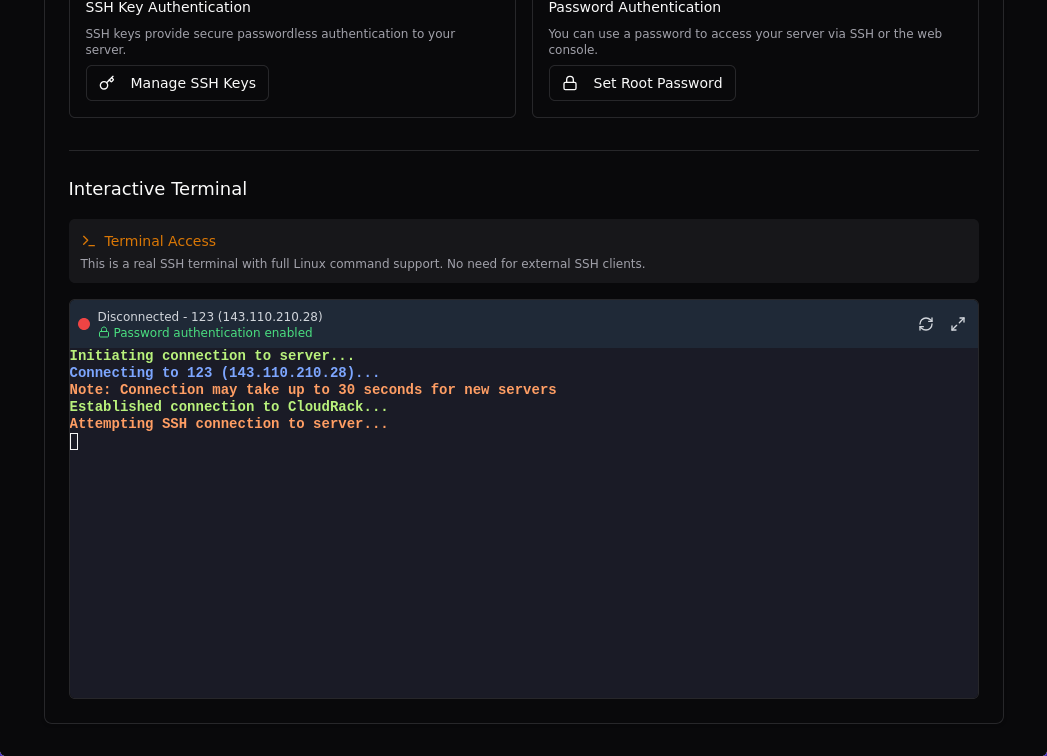 SSH Key Authentication
SSH keys provide secure passwordless authentication to your
server.
Manage SSH Keys
Password Authentication
You can use a password to access your server via SSH or the web
console.
Set Root Password
Interactive Terminal
Terminal Access
This is a real SSH terminal with full Linux command support. No need for external SSH clients.
Disconnected - 123 (143.110.210.28)
Password authentication enabled
Initiating connection to server...
Connecting to 123 (143.110.210.28)...
Note: Connection may take up to 30 seconds for new servers
Established connection to CloudRack...
Attempting SSH connection to server...